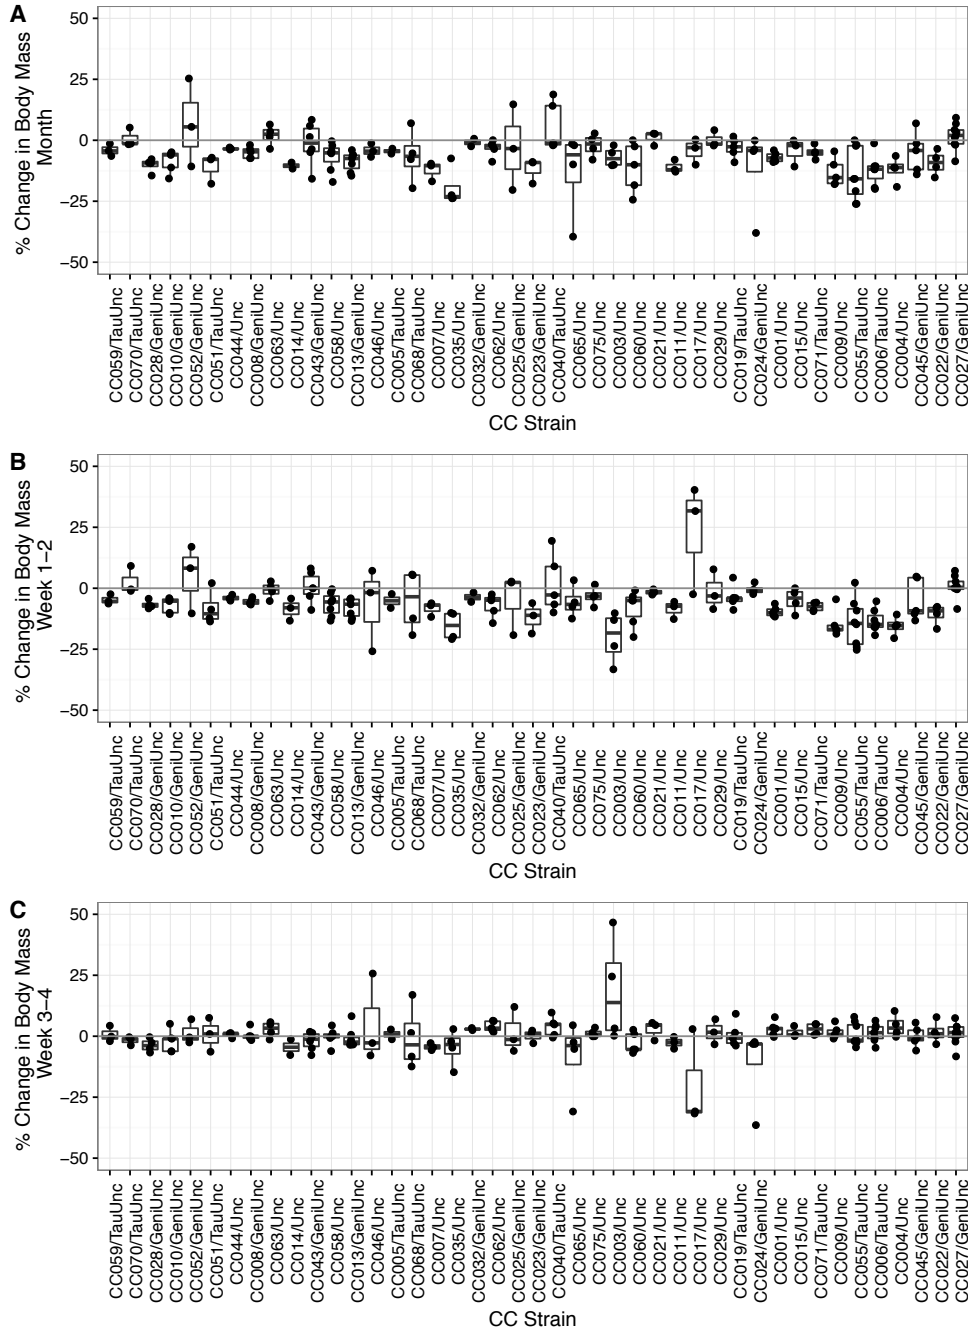 A
% Change in Body Mass
Month
50
25
0
−25
−50
CC059/TauUnc
CC070/TauUnc
CC028/GeniUnc
CC010/GeniUnc
CC052/GeniUnc
CC051/TauUnc
CC044/Unc
CC008/GeniUnc
CC063/Unc
CC014/Unc
CC043/GeniUnc
CC058/Unc
CC013/GeniUnc
CC046/Unc
CC005/TauUnc
CC068/TauUnc
CC007/Unc
CC035/Unc
CC032/GeniUnc
CC062/Unc
CC025/GeniUnc
CC023/GeniUnc
CC040/TauUnc
CC065/Unc
CC075/Unc
CC003/Unc
CC060/Unc
CC021/Unc
CC011/Unc
CC017/Unc
CC029/Unc
CC019/TauUnc
CC024/GeniUnc
CC001/Unc
CC015/Unc
CC071/TauUnc
CC009/Unc
CC055/TauUnc
CC006/TauUnc
CC004/Unc
CC045/GeniUnc
CC022/GeniUnc
CC027/GeniUnc
CC Strain
B
% Change in Body Mass
Week 1−2
50
25
0
−25
−50
CC059/TauUnc
CC070/TauUnc
CC028/GeniUnc
CC010/GeniUnc
CC052/GeniUnc
CC051/TauUnc
CC044/Unc
CC008/GeniUnc
CC063/Unc
CC014/Unc
CC043/GeniUnc
CC058/Unc
CC013/GeniUnc
CC046/Unc
CC005/TauUnc
CC068/TauUnc
CC007/Unc
CC035/Unc
CC032/GeniUnc
CC062/Unc
CC025/GeniUnc
CC023/GeniUnc
CC040/TauUnc
CC065/Unc
CC075/Unc
CC003/Unc
CC060/Unc
CC021/Unc
CC011/Unc
CC017/Unc
CC029/Unc
CC019/TauUnc
CC024/GeniUnc
CC001/Unc
CC015/Unc
CC071/TauUnc
CC009/Unc
CC055/TauUnc
CC006/TauUnc
CC004/Unc
CC045/GeniUnc
CC022/GeniUnc
CC027/GeniUnc
CC Strain
C
% Change in Body Mass
Week 3−4
50
25
0
−25
−50
CC059/TauUnc
CC070/TauUnc
CC028/GeniUnc
CC010/GeniUnc
CC052/GeniUnc
CC051/TauUnc
CC044/Unc
CC008/GeniUnc
CC063/Unc
CC014/Unc
CC043/GeniUnc
CC058/Unc
CC013/GeniUnc
CC046/Unc
CC005/TauUnc
CC068/TauUnc
CC007/Unc
CC035/Unc
CC032/GeniUnc
CC062/Unc
CC025/GeniUnc
CC023/GeniUnc
CC040/TauUnc
CC065/Unc
CC075/Unc
CC003/Unc
CC060/Unc
CC021/Unc
CC011/Unc
CC017/Unc
CC029/Unc
CC019/TauUnc
CC024/GeniUnc
CC001/Unc
CC015/Unc
CC071/TauUnc
CC009/Unc
CC055/TauUnc
CC006/TauUnc
CC004/Unc
CC045/GeniUnc
CC022/GeniUnc
CC027/GeniUnc
CC Strain